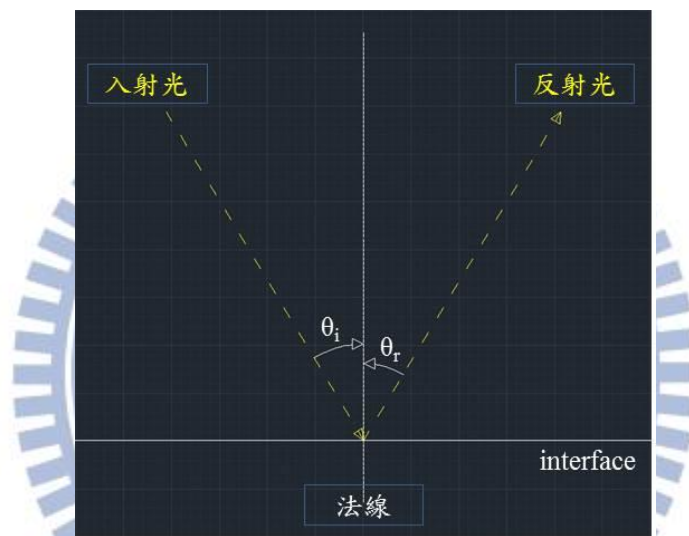 入射光
反射光
θi
θr
interface
法線